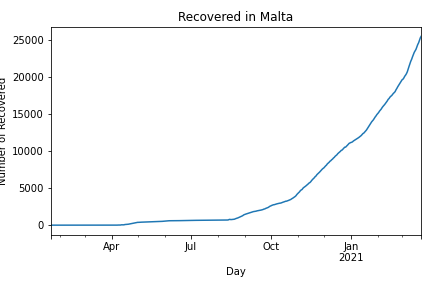 Recovered in Malta
Number of Recovered
25000
20000
15000
10000
5000
0
Apr
Jul
Oct
Jan
2021
Day